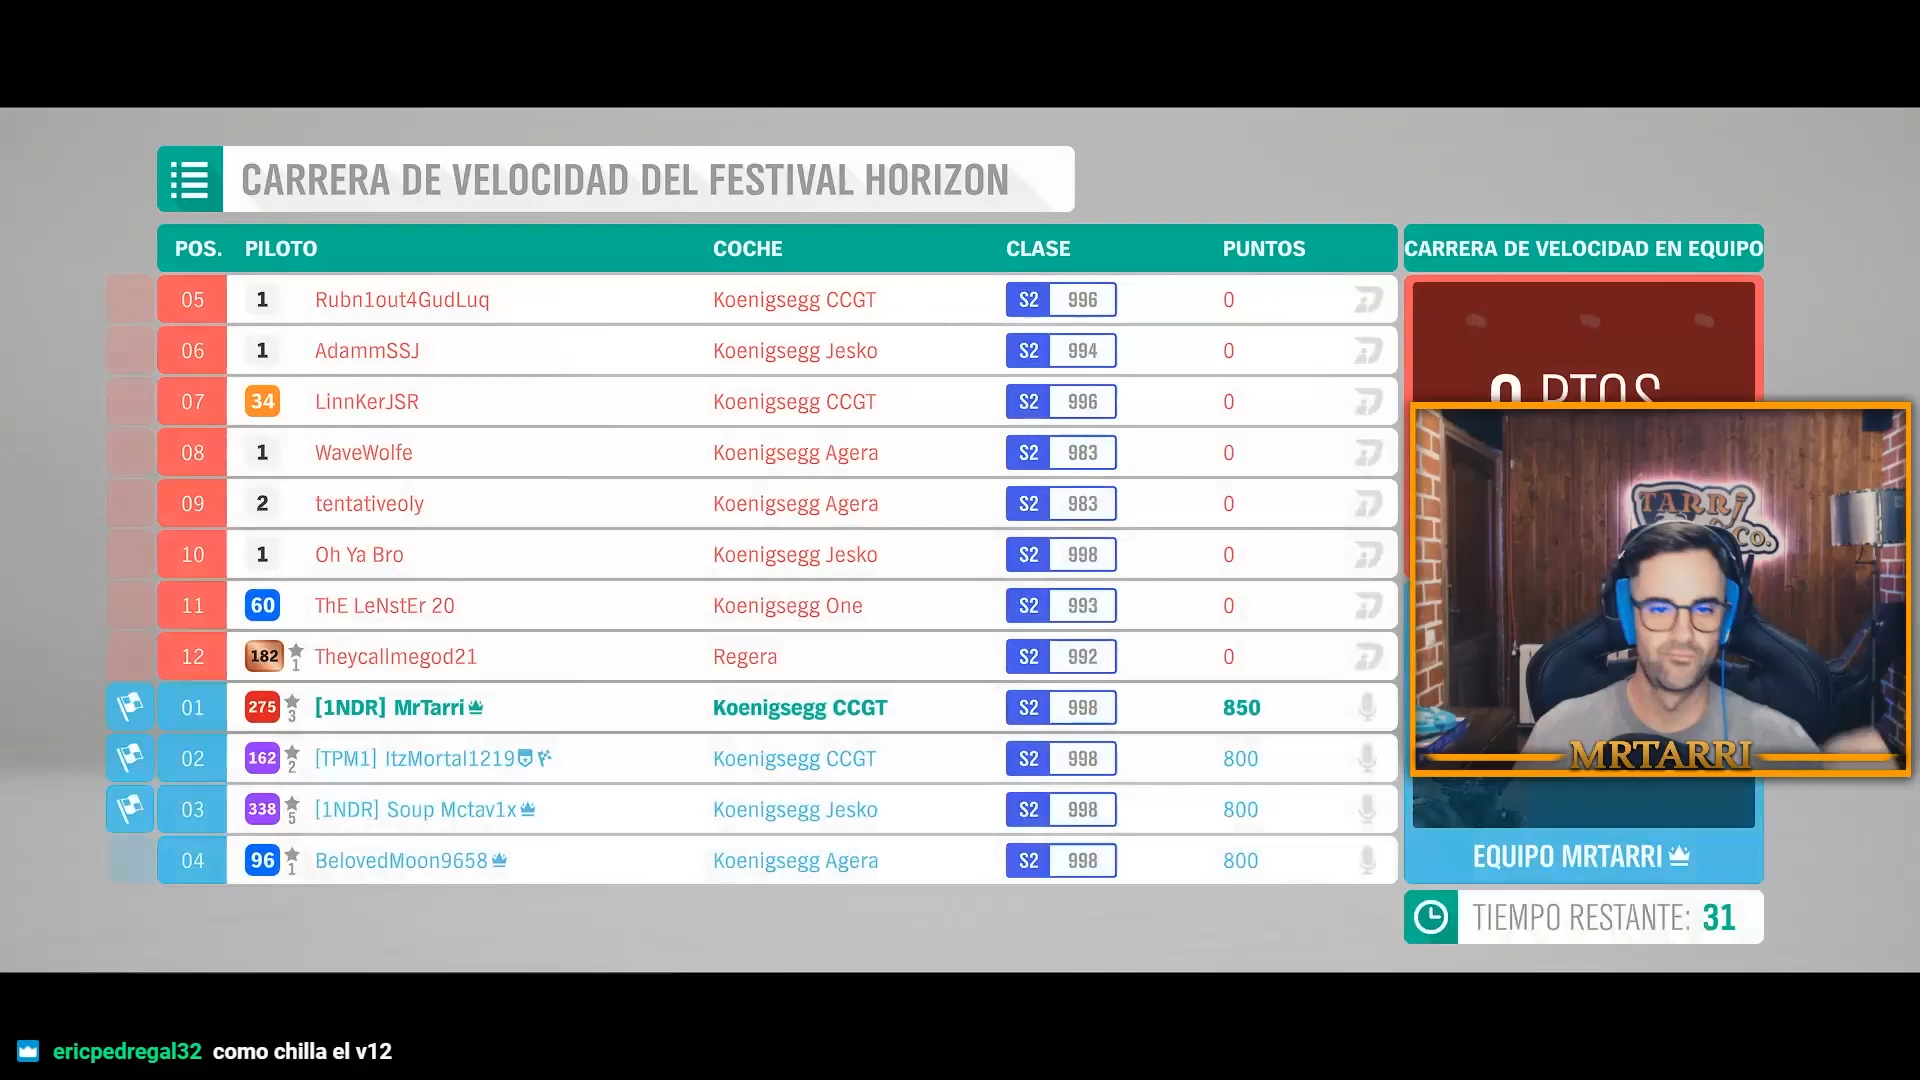 CARRERA DE VELOCIDAD DEL FESTIVAL HORIZON
POS. PILOTO COCHE CLASE PUNTOS
05 1 Rubn1out4GudLuq Koenigsegg CCGT S2 996 0
06 1 AdammSSJ Koenigsegg Jesko S2 994 0
07 34 LinnKerJSR Koenigsegg CCGT S2 996 0
08 1 WaveWolfe Koenigsegg Agera S2 983 0
09 2 tentativeoly Koenigsegg Agera S2 983 0
10 1 Oh Ya Bro Koenigsegg Jesko S2 998 0
11 60 ThE LeNstEr 20 Koenigsegg One S2 993 0
12 182 1 Theycallmegod21 Regera S2 992 0
01 275 3 [1NDR] MrTarri Koenigsegg CCGT S2 998 850
02 162 2 [TPM1] ItzMortal1219 Koenigsegg CCGT S2 998 800
03 338 5 [1NDR] Soup Mctav1x Koenigsegg Jesko S2 998 800
04 96 1 BelovedMoon9658 Koenigsegg Agera S2 998 800
CARRERA DE VELOCIDAD EN EQUIPO
0 PTOS
TARRI
& Co.
MRTARRI
EQUIPO MRTARRI
TIEMPO RESTANTE: 31
ericpedregal32 como chilla el v12